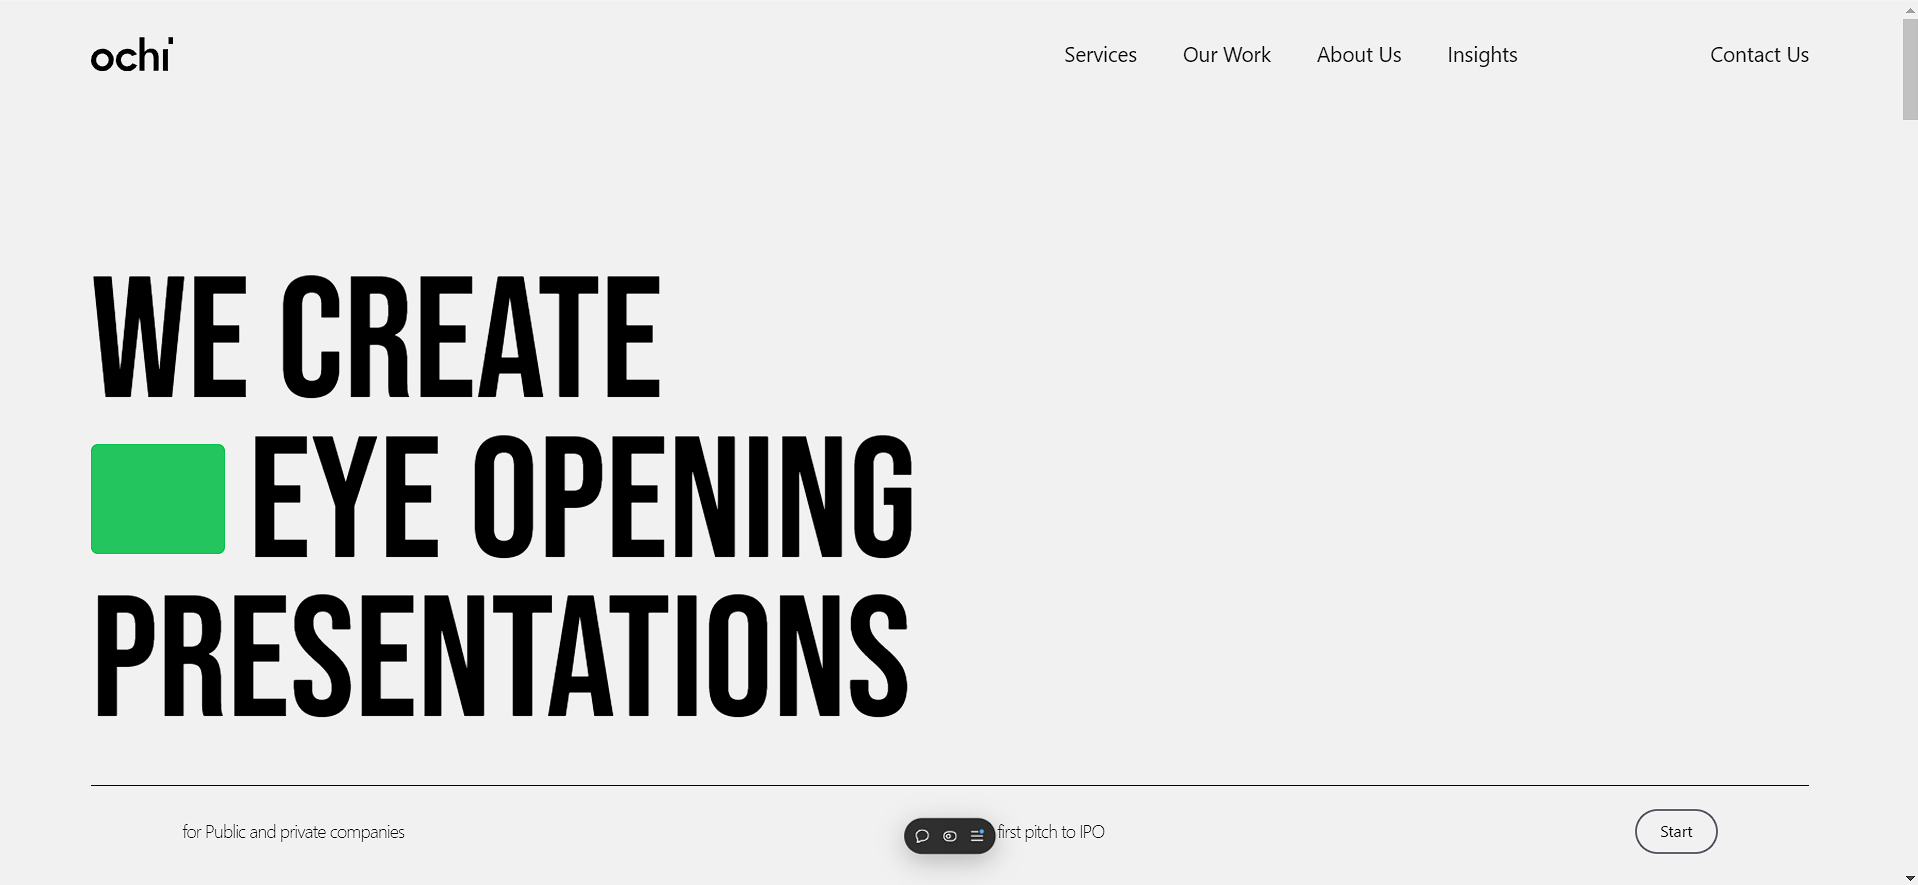 ochi
Services Our Work About Us Insights Contact Us
WE CREATE
EYE OPENING
PRESENTATIONS
for Public and private companies
first pitch to IPO
Start